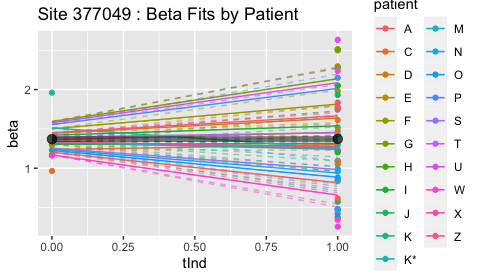 Site 377049 : Beta Fits by Patient
beta
2
1
0.00 0.25 0.50 0.75 1.00
tInd
patient
A
C
D
E
F
G
H
I
J
K
K*
M
N
O
P
S
T
U
W
X
Z